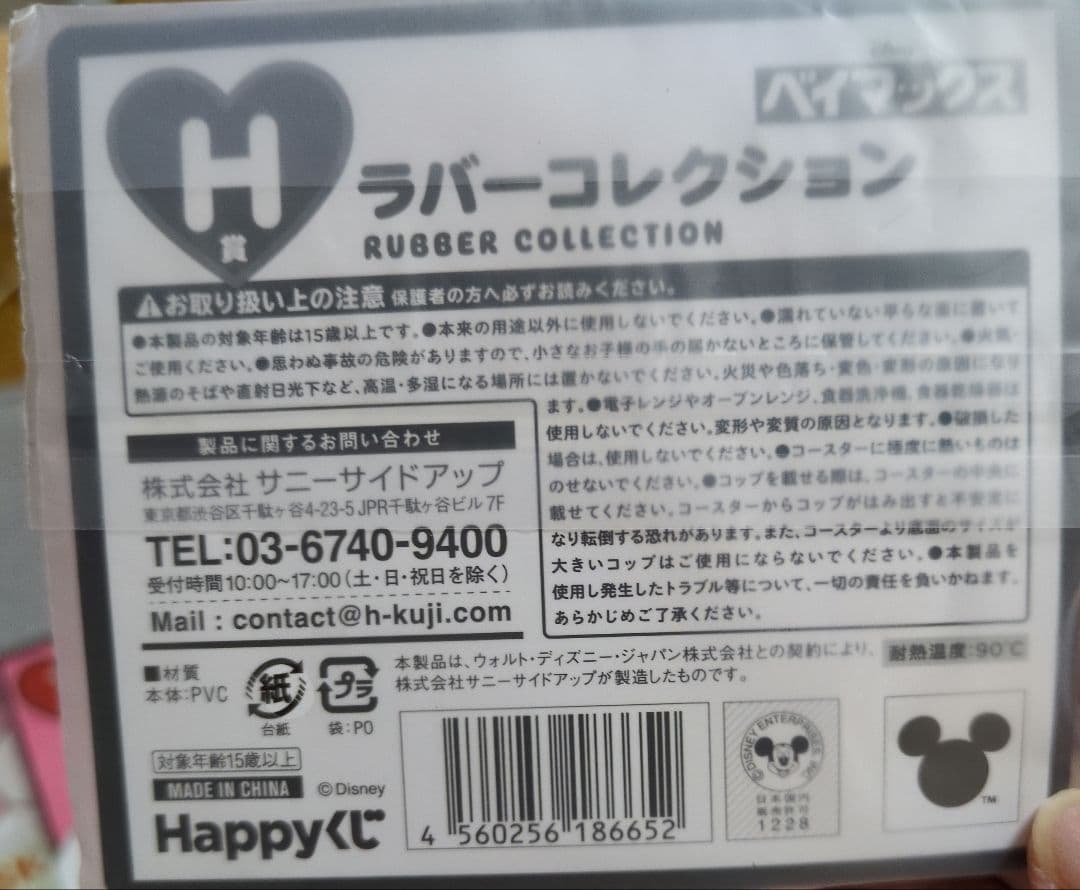 ベイマックス
H
賞
ラバーコレクション
RUBBER COLLECTION
⚠お取り扱い上の注意 保護者の方へ必ずお読みください。
●本製品の対象年齢は15歳以上です。●本来の用途以外に使用しないでください。●濡れていない平らな面に置いて
ご使用ください。●思わぬ事故の危険がありますので、小さなお子様の手の届かないところに保管してください。●火気・
熱源のそばや直射日光下など、高温・多湿になる場所には置かないでください。火災や色落ち・変色・変形の原因になり
ます。●電子レンジやオーブンレンジ、食器洗浄機、食器乾燥器は
使用しないでください。変形や変質の原因となります。●破損した
場合は、使用しないでください。●コースターに極度に熱いものは
のせないでください。●コップを載せる際は、コースターの中央に
載せてください。コースターからコップがはみ出すと不安定に
なり転倒する恐れがあります。また、コースターより底面のサイズが
大きいコップはご使用にならないでください。●本製品を
使用し発生したトラブル等について、一切の責任を負いかねます。
あらかじめご了承ください。
製品に関するお問い合わせ
株式会社 サニーサイドアップ
東京都渋谷区千駄ヶ谷4-23-5 JPR千駄ヶ谷ビル 7F
TEL:03-6740-9400
受付時間10:00~17:00(土・日・祝日を除く)
Mail : contact@h-kuji.com
■材質
本体:PVC
紙
台紙
プラ
袋:PO
本製品は、ウォルト・ディズニー・ジャパン株式会社との契約により、
株式会社サニーサイドアップが製造したものです。
耐熱温度:90℃
対象年齢15歳以上
MADE IN CHINA
©Disney
Happyくじ
4 560256 186652
©DISNEY ENTERPRISES INC.
日本国内
販売許可
1228
™